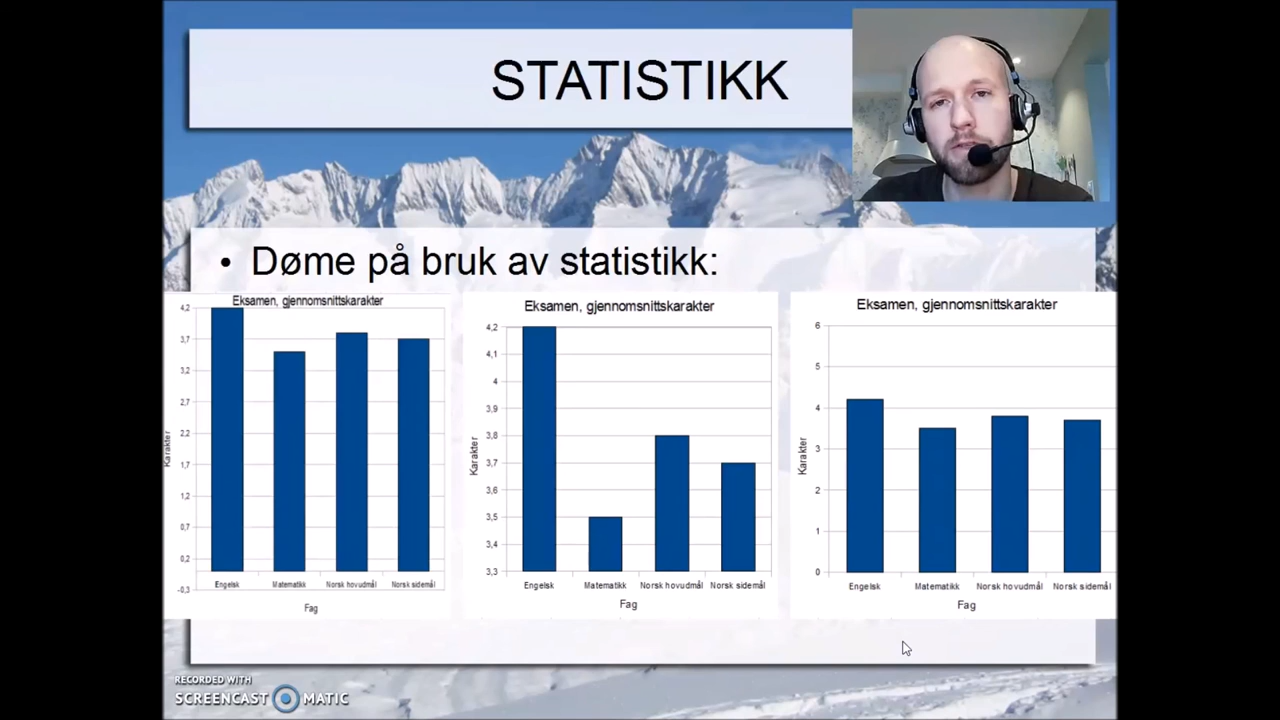 STATISTIKK
• Døme på bruk av statistikk:
Eksamen, gjennomsnittskarakter
4,2
3,7
3,2
2,7
2,2
1,7
1,2
0,7
0,2
-0,3
Karakter
Engelsk Matematikk Norsk hovudmål Norsk sidemål
Fag
Eksamen, gjennomsnittskarakter
4,2
4,1
4
3,9
3,8
3,7
3,6
3,5
3,4
3,3
Karakter
Engelsk Matematikk Norsk hovudmål Norsk sidemål
Fag
Eksamen, gjennomsnittskarakter
6
5
4
3
2
1
0
Karakter
Engelsk Matematikk Norsk hovudmål Norsk sidemål
Fag
RECORDED WITH
SCREENCAST MATIC